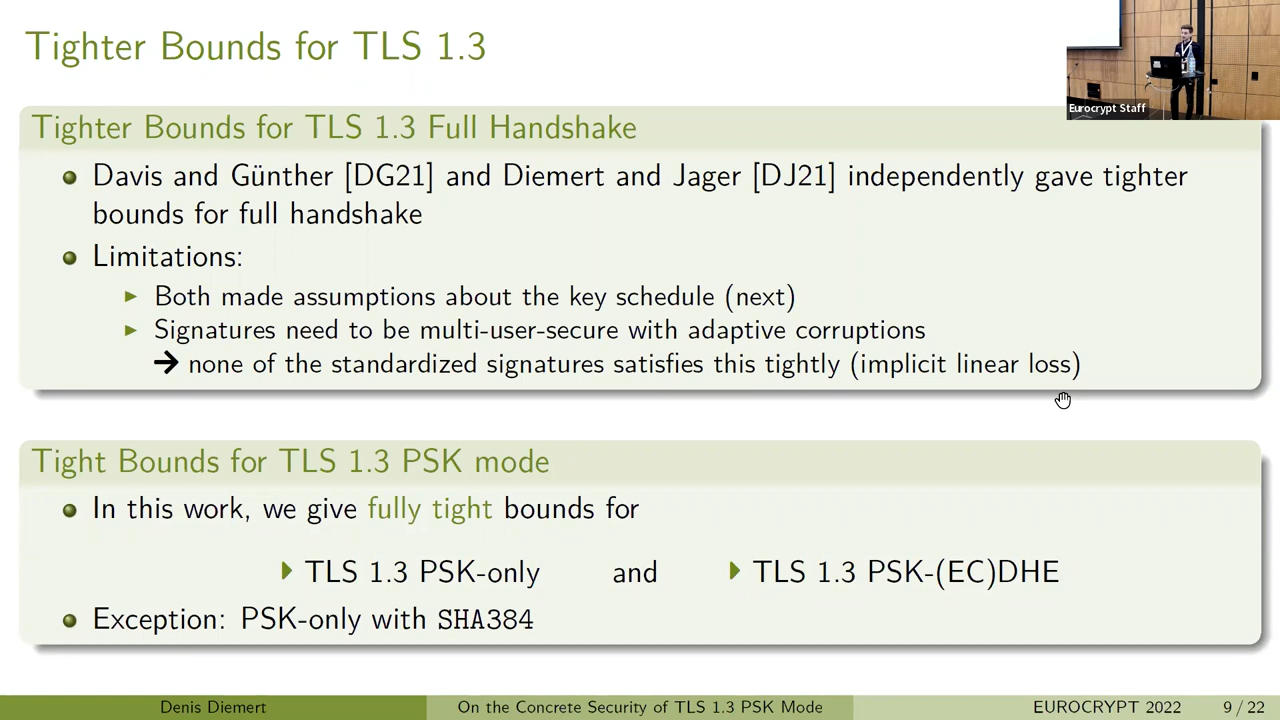 Tighter Bounds for TLS 1.3
Eurocrypt Staff
Tighter Bounds for TLS 1.3 Full Handshake
Davis and Günther [DG21] and Diemert and Jager [DJ21] independently gave tighter
bounds for full handshake
Limitations:
Both made assumptions about the key schedule (next)
Signatures need to be multi-user-secure with adaptive corruptions
→ none of the standardized signatures satisfies this tightly (implicit linear loss)
Tight Bounds for TLS 1.3 PSK mode
In this work, we give fully tight bounds for
TLS 1.3 PSK-only and TLS 1.3 PSK-(EC)DHE
Exception: PSK-only with SHA384
Denis Diemert On the Concrete Security of TLS 1.3 PSK Mode EUROCRYPT 2022 9 / 22